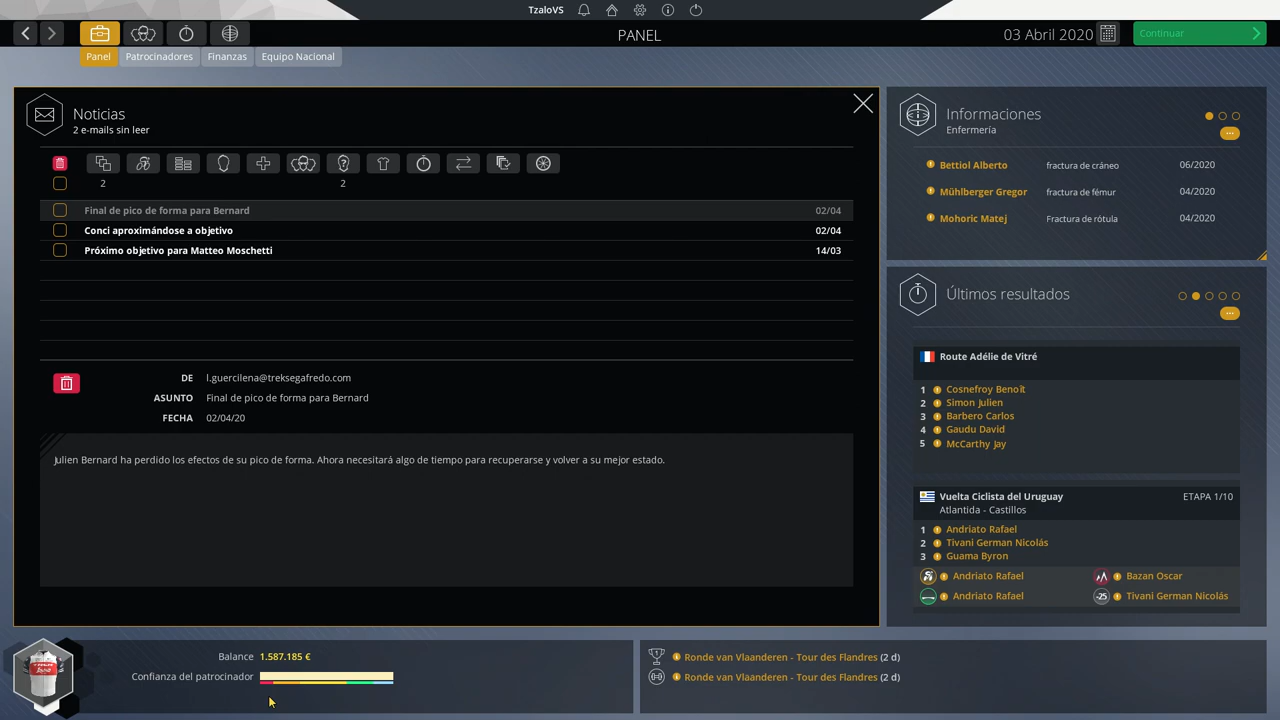 TzaloVS
PANEL
03 Abril 2020
Continuar
Panel
Patrocinadores
Finanzas
Equipo Nacional
Noticias
2 e-mails sin leer
2
2
Final de pico de forma para Bernard 02/04
Conci aproximándose a objetivo 02/04
Próximo objetivo para Matteo Moschetti 14/03
DE l.guercilena@treksegafredo.com
ASUNTO Final de pico de forma para Bernard
FECHA 02/04/20
Julien Bernard ha perdido los efectos de su pico de forma. Ahora necesitará algo de tiempo para recuperarse y volver a su mejor estado.
Informaciones
Enfermería
Bettiol Alberto fractura de cráneo 06/2020
Mühlberger Gregor fractura de fémur 04/2020
Mohoric Matej Fractura de rótula 04/2020
Últimos resultados
Route Adélie de Vitré
1 Cosnefroy Benoît
2 Simon Julien
3 Barbero Carlos
4 Gaudu David
5 McCarthy Jay
Vuelta Ciclista del Uruguay ETAPA 1/10
Atlantida - Castillos
1 Andriato Rafael
2 Tivani German Nicolás
3 Guama Byron
Andriato Rafael Bazan Oscar
Andriato Rafael -25 Tivani German Nicolás
Balance 1.587.185 €
Confianza del patrocinador
Ronde van Vlaanderen - Tour des Flandres (2 d)
Ronde van Vlaanderen - Tour des Flandres (2 d)